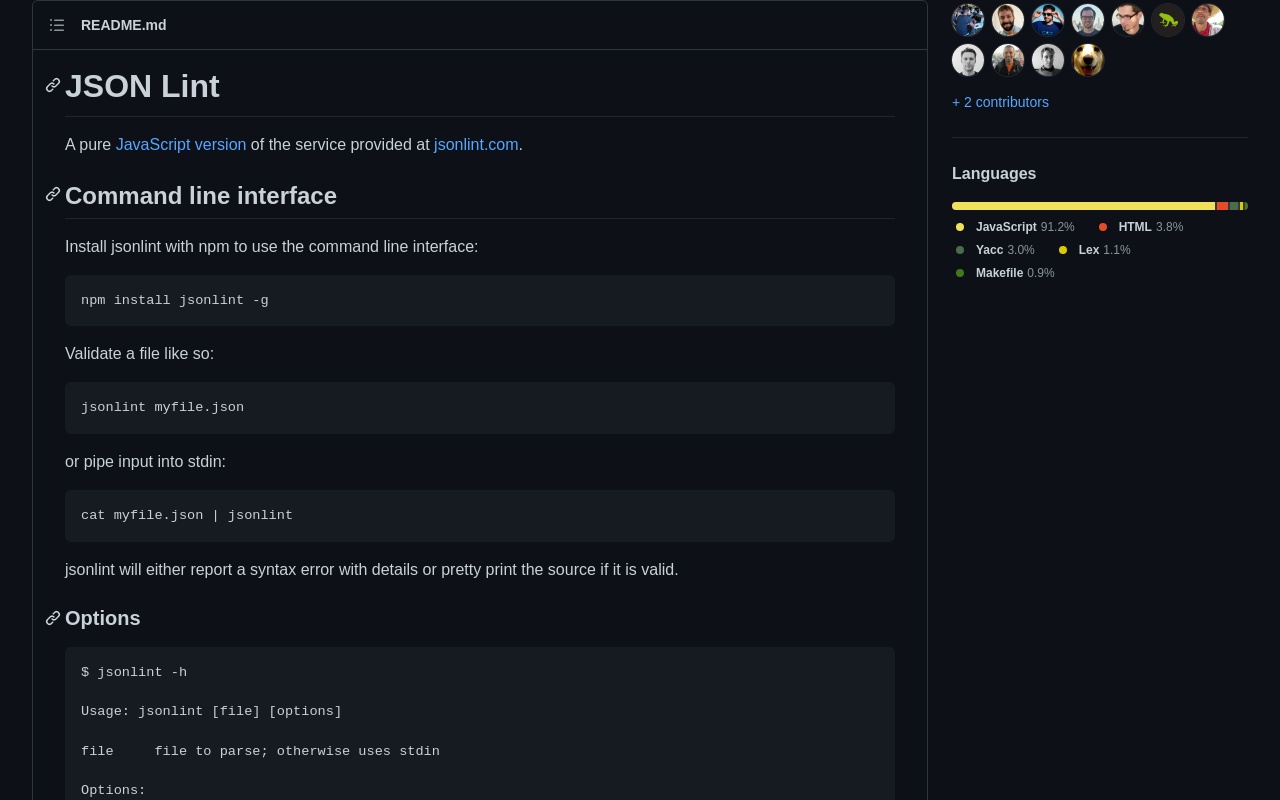 README.md
JSON Lint
A pure JavaScript version of the service provided at jsonlint.com.
Command line interface
Install jsonlint with npm to use the command line interface:
npm install jsonlint -g
Validate a file like so:
jsonlint myfile.json
or pipe input into stdin:
cat myfile.json | jsonlint
jsonlint will either report a syntax error with details or pretty print the source if it is valid.
Options
$ jsonlint -h
Usage: jsonlint [file] [options]
file     file to parse; otherwise uses stdin
Options:
+ 2 contributors
Languages
JavaScript 91.2% HTML 3.8%
Yacc 3.0% Lex 1.1%
Makefile 0.9%